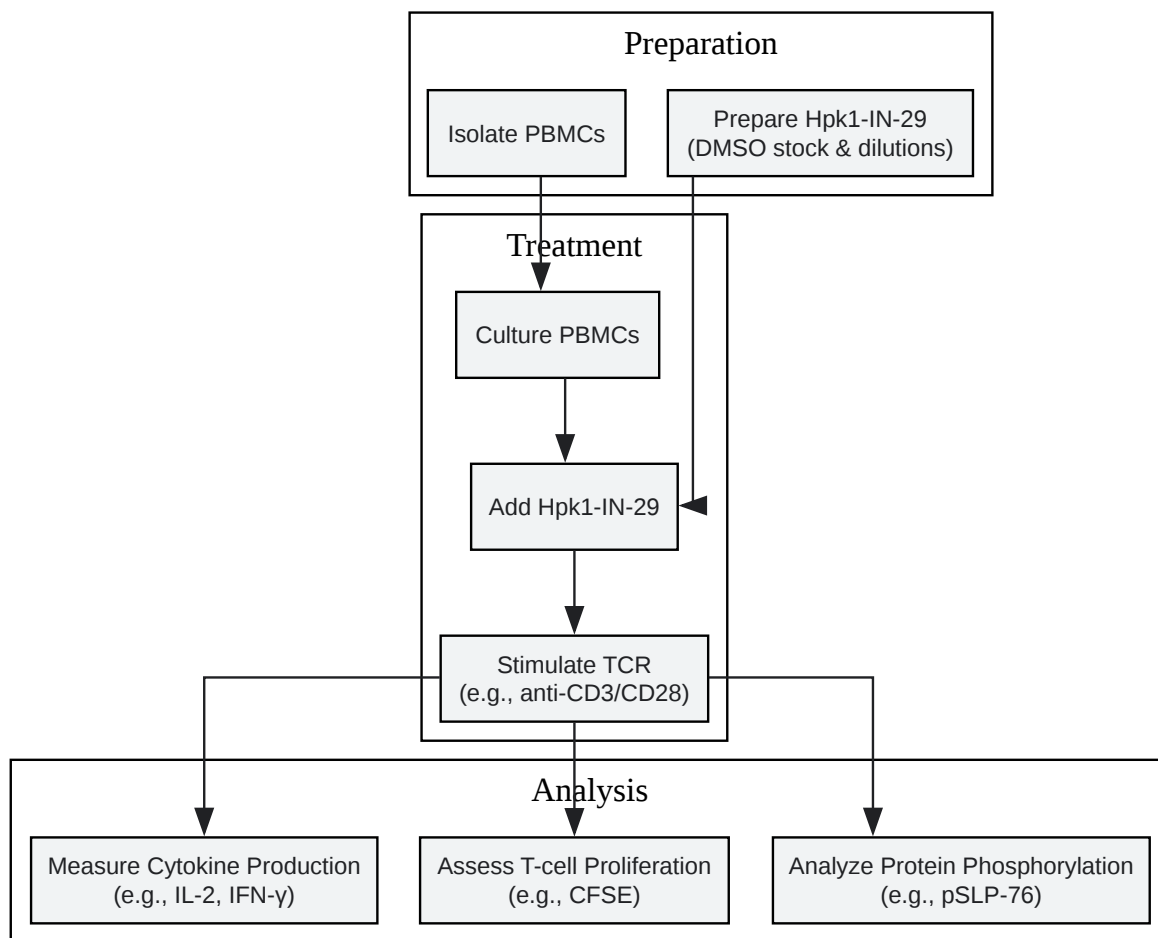 Preparation
Isolate PBMCs
Prepare Hpk1-IN-29
(DMSO stock & dilutions)
Treatment
Culture PBMCs
Add Hpk1-IN-29
Stimulate TCR
(e.g., anti-CD3/CD28)
Analysis
Measure Cytokine Production
(e.g., IL-2, IFN-γ)
Assess T-cell Proliferation
(e.g., CFSE)
Analyze Protein Phosphorylation
(e.g., pSLP-76)